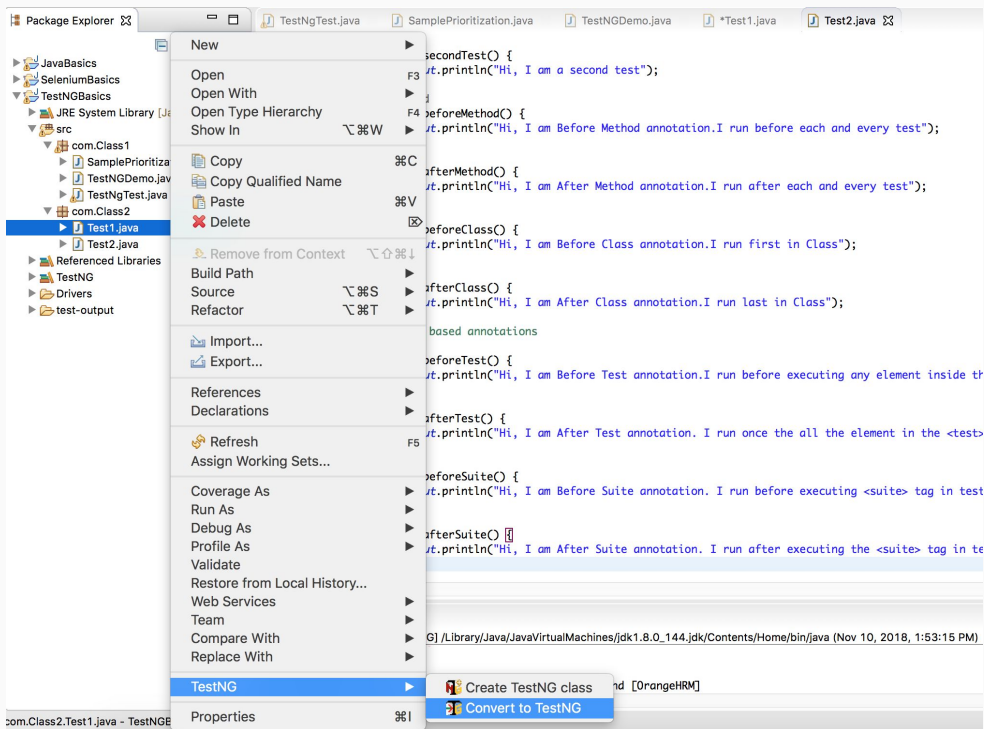 Package Explorer
TestNgTest.java
SamplePrioritization.java
TestNGDemo.java
*Test1.java
Test2.java
JavaBasics
SeleniumBasics
TestNGBasics
JRE System Library [Ja
src
com.Class1
SamplePrioritiza
TestNGDemo.jav
TestNgTest.java
com.Class2
Test1.java
Test2.java
Referenced Libraries
TestNG
Drivers
test-output
New
Open F3
Open With
Open Type Hierarchy F4
Show In ⌥⌘W
Copy ⌘C
Copy Qualified Name
Paste ⌘V
Delete ⌦
Remove from Context ⌥⇧⌘↓
Build Path
Source ⌥⌘S
Refactor ⌥⌘T
Import...
Export...
References
Declarations
Refresh F5
Assign Working Sets...
Coverage As
Run As
Debug As
Profile As
Validate
Restore from Local History...
Web Services
Team
Compare With
Replace With
TestNG
Properties ⌘I
Create TestNG class
Convert to TestNG
secondTest() {
ut.println("Hi, I am a second test");
d
beforeMethod() {
ut.println("Hi, I am Before Method annotation.I run before each and every test");
afterMethod() {
ut.println("Hi, I am After Method annotation.I run after each and every test");
beforeClass() {
ut.println("Hi, I am Before Class annotation.I run first in Class");
afterClass() {
ut.println("Hi, I am After Class annotation.I run last in Class");
based annotations
beforeTest() {
ut.println("Hi, I am Before Test annotation.I run before executing any element inside th
afterTest() {
ut.println("Hi, I am After Test annotation. I run once the all the element in the <test>
beforeSuite() {
ut.println("Hi, I am Before Suite annotation. I run before executing <suite> tag in test
afterSuite() {
ut.println("Hi, I am After Suite annotation. I run after executing the <suite> tag in te
G] /Library/Java/JavaVirtualMachines/jdk1.8.0_144.jdk/Contents/Home/bin/java (Nov 10, 2018, 1:53:15 PM)
nd [OrangeHRM]
com.Class2.Test1.java - TestNGB